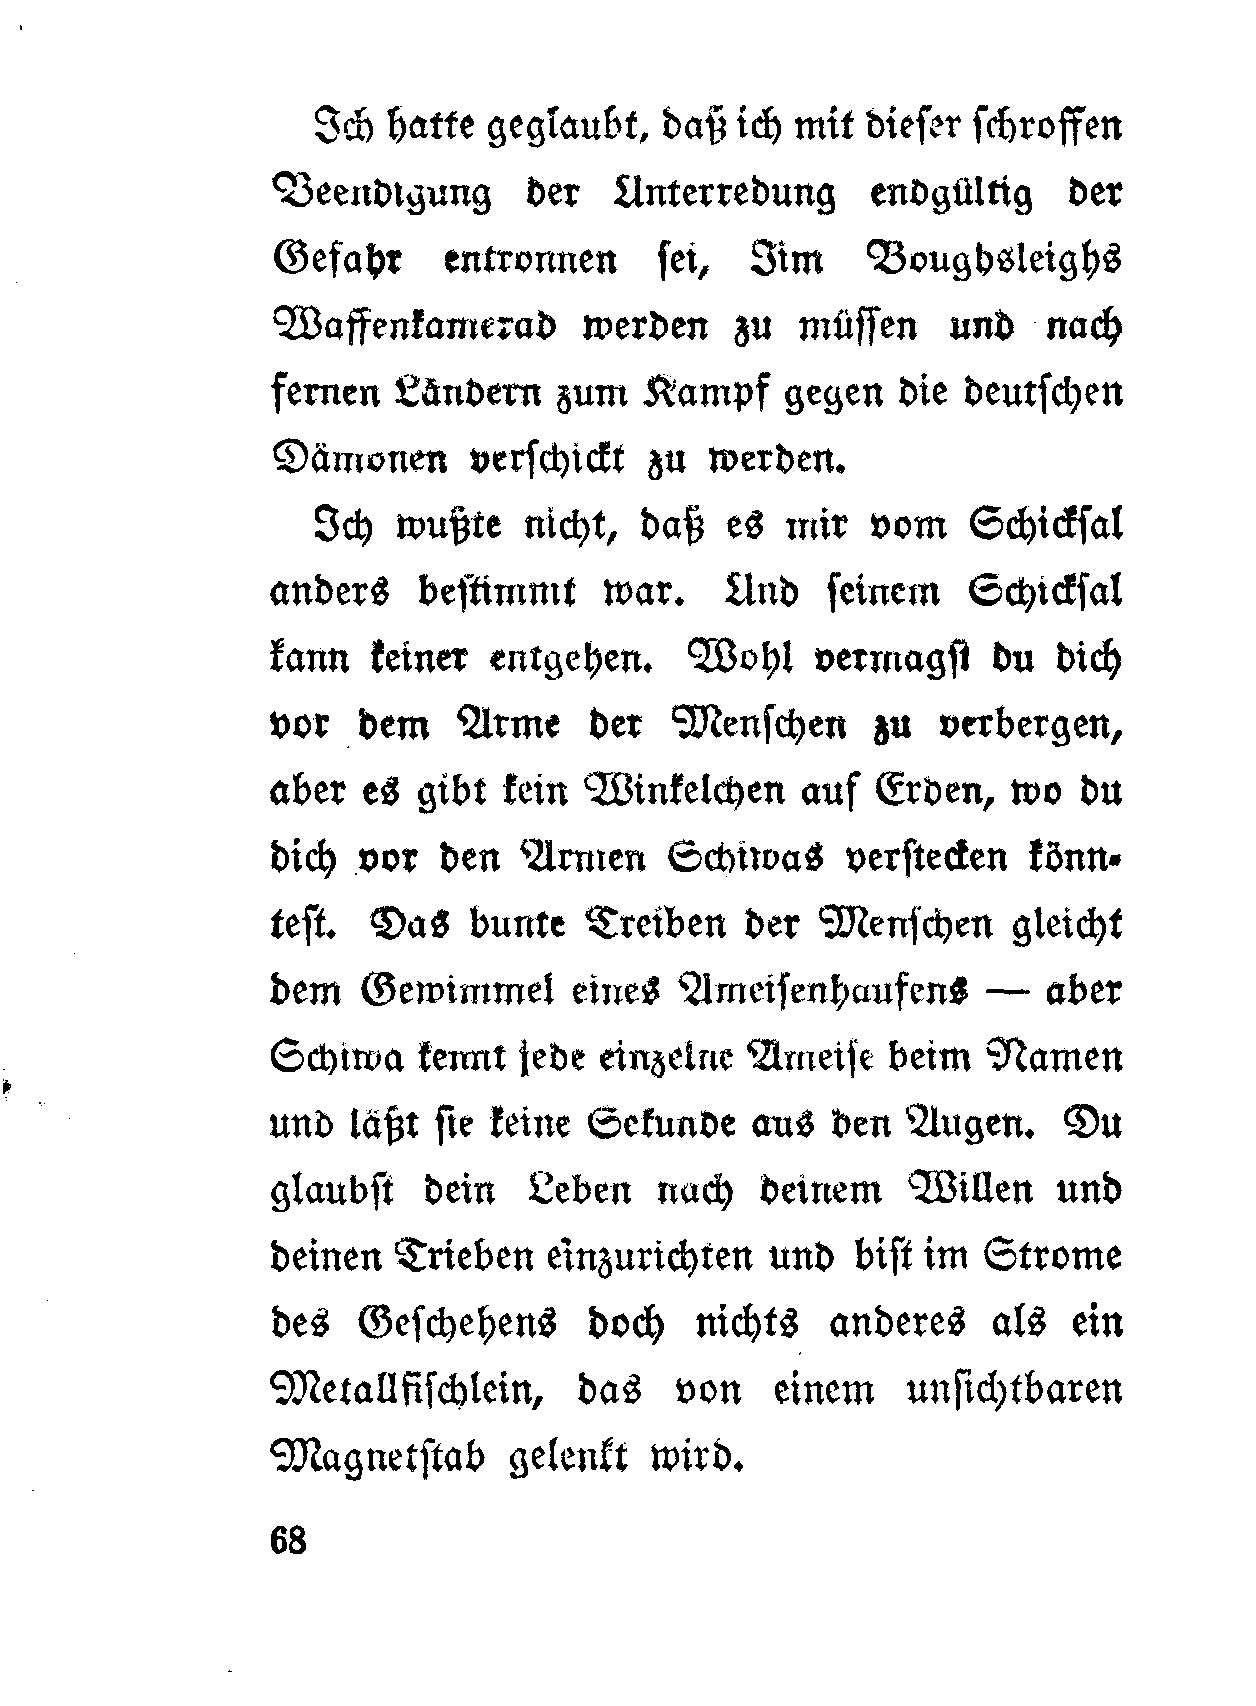 Ich hatte geglaubt, daß ich mit dieser schroffen
Beendigung der Unterredung endgültig der
Gefahr entronnen sei, Jim Boughsleighs
Waffenkamerad werden zu müssen und nach
fernen Ländern zum Kampf gegen die deutschen
Dämonen verschickt zu werden.
Ich wußte nicht, daß es mir vom Schicksal
anders bestimmt war. Und seinem Schicksal
kann keiner entgehen. Wohl vermagst du dich
vor dem Arme der Menschen zu verbergen,
aber es gibt kein Winkelchen auf Erden, wo du
dich vor den Armen Schiwas verstecken könn-
test. Das bunte Treiben der Menschen gleicht
dem Gewimmel eines Ameisenhaufens — aber
Schiwa kennt jede einzelne Ameise beim Namen
und läßt sie keine Sekunde aus den Augen. Du
glaubst dein Leben nach deinem Willen und
deinen Trieben einzurichten und bist im Strome
des Geschehens doch nichts anderes als ein
Metallfischlein, das von einem unsichtbaren
Magnetstab gelenkt wird.
68